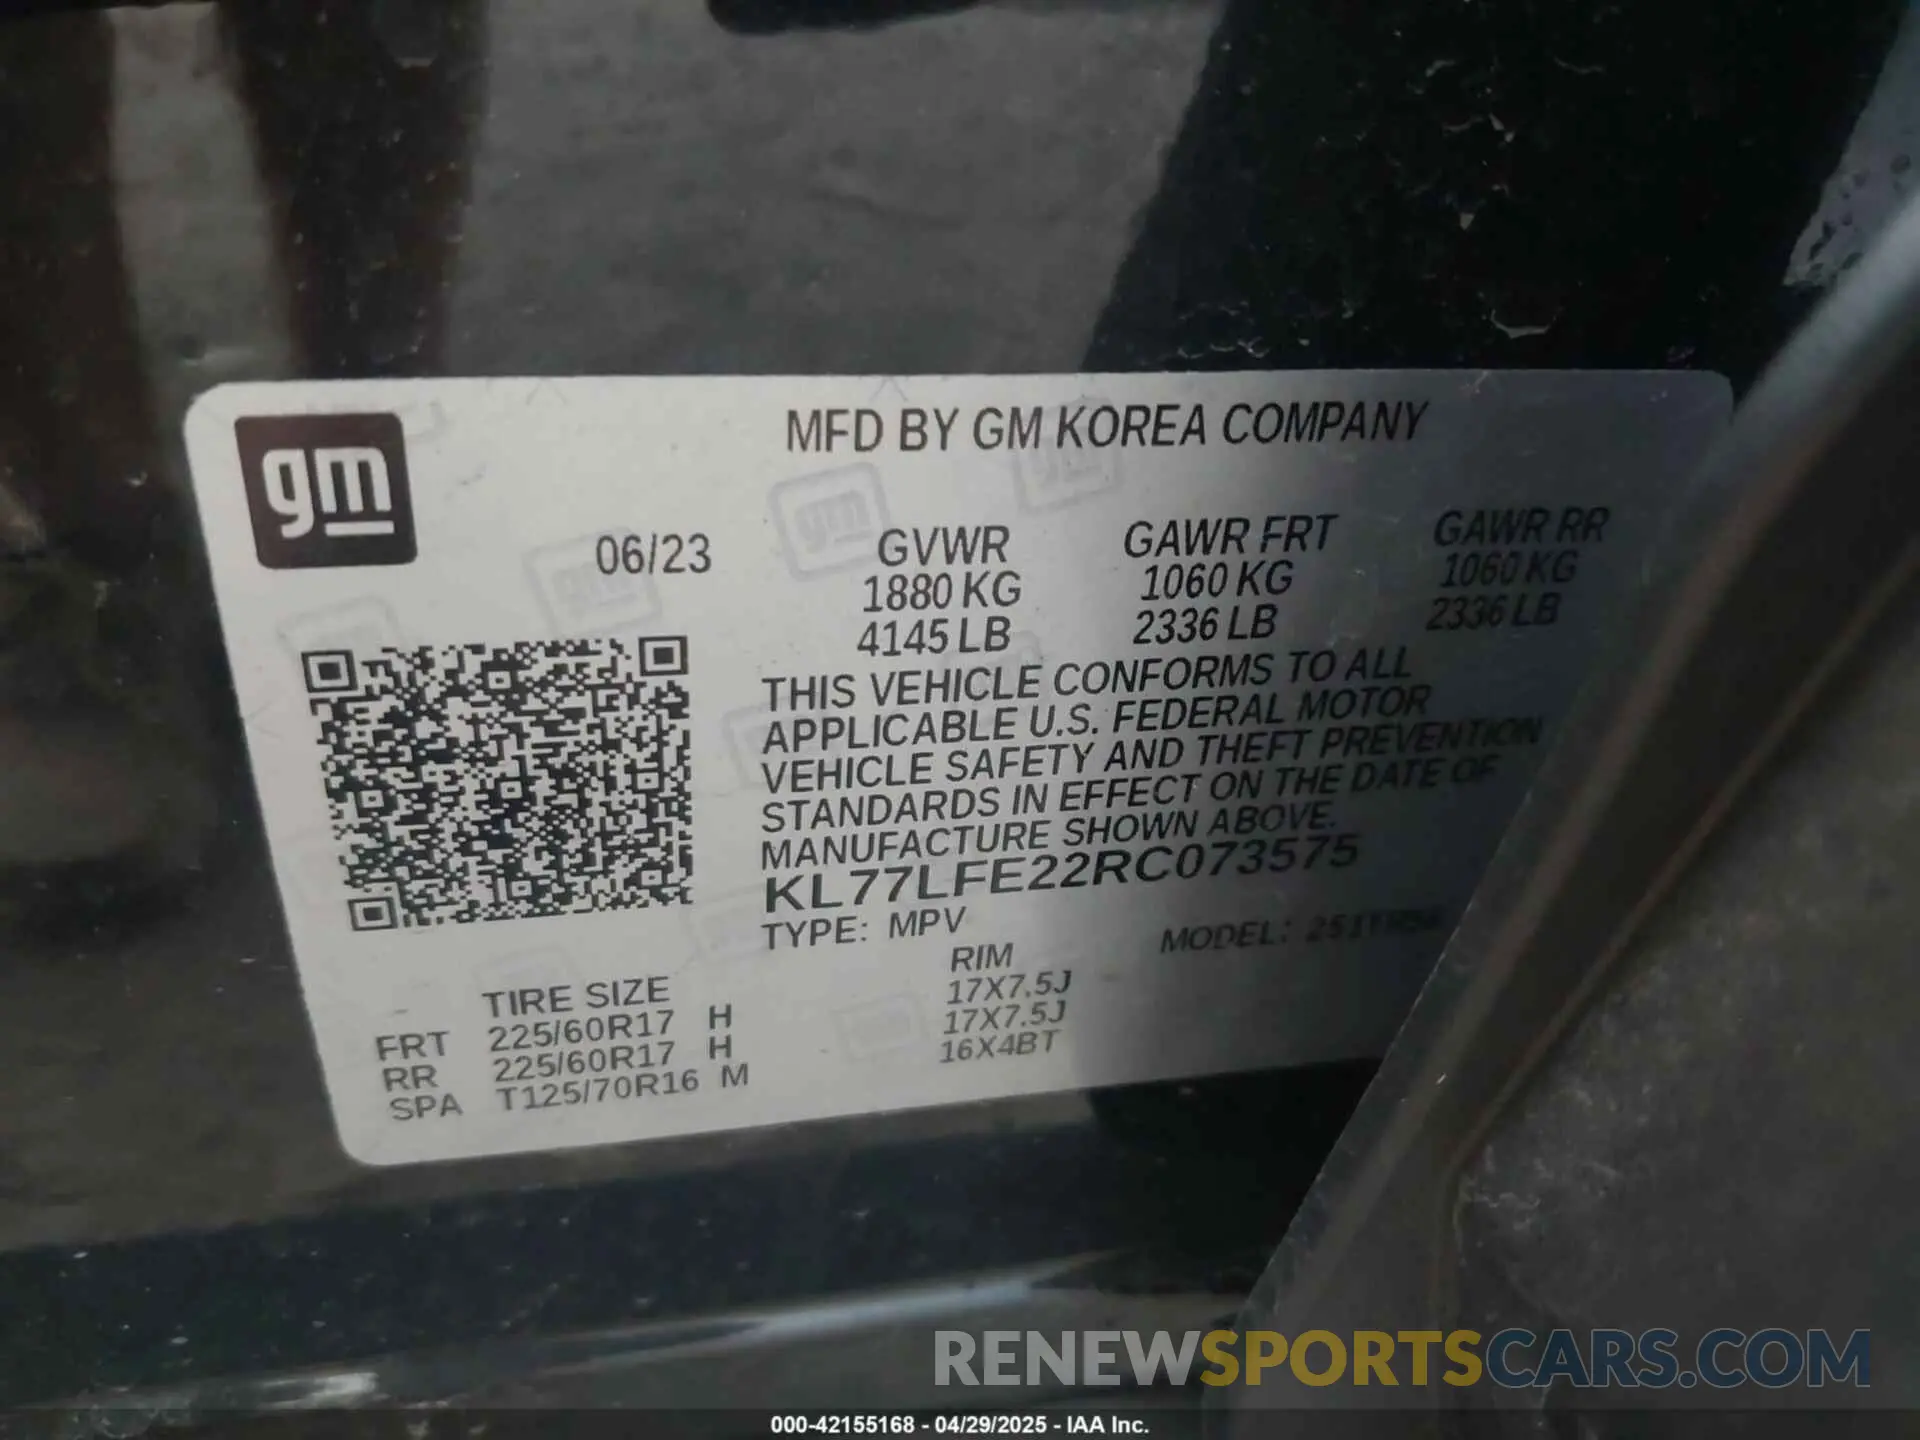 gm
MFD BY GM KOREA COMPANY
06/23
GVWR GAWR FRT GAWR RR
1880 KG 1060 KG 1060 KG
4145 LB 2336 LB 2336 LB
THIS VEHICLE CONFORMS TO ALL
APPLICABLE U.S. FEDERAL MOTOR
VEHICLE SAFETY AND THEFT PREVENTION
STANDARDS IN EFFECT ON THE DATE OF
MANUFACTURE SHOWN ABOVE.
KL77LFE22RC073575
TYPE: MPV MODEL:
TIRE SIZE RIM
FRT 225/60R17 H 17X7.5J
RR 225/60R17 H 17X7.5J
SPA T125/70R16 M 16X4BT
RENEWSPORTSCARS.COM
000-42155168 - 04/29/2025 - IAA Inc.